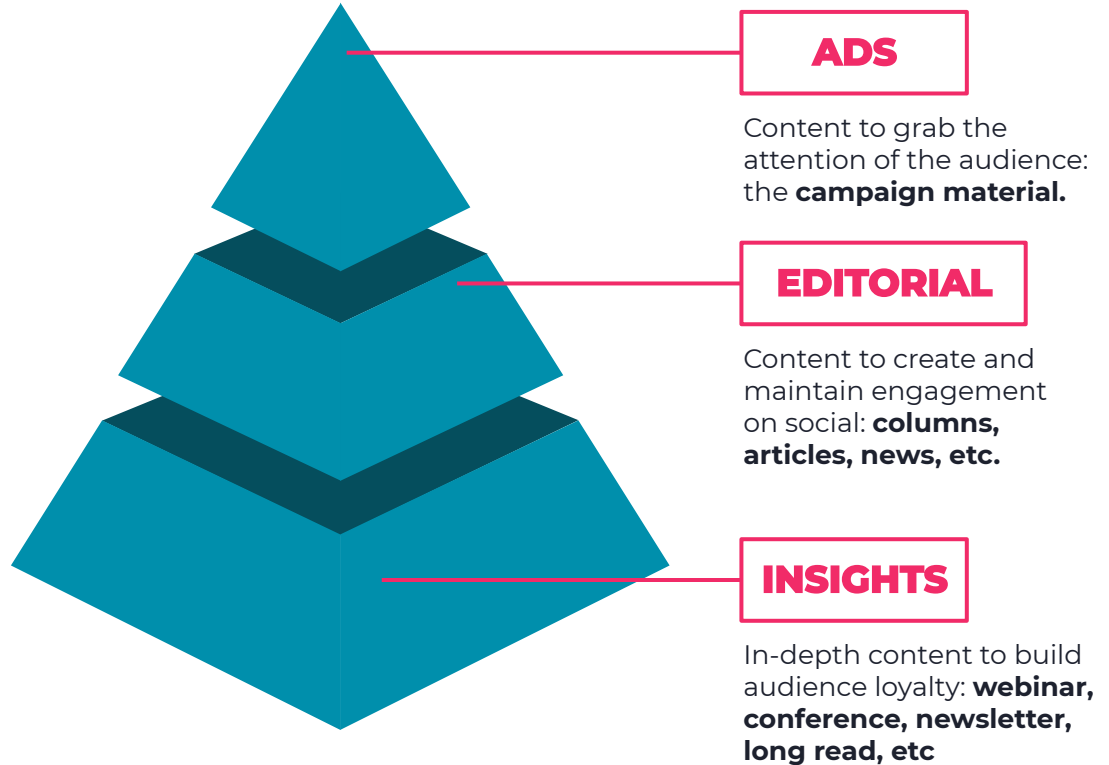 ADS
Content to grab the
attention of the audience:
the campaign material.
EDITORIAL
Content to create and
maintain engagement
on social: columns,
articles, news, etc.
INSIGHTS
In-depth content to build
audience loyalty: webinar,
conference, newsletter,
long read, etc